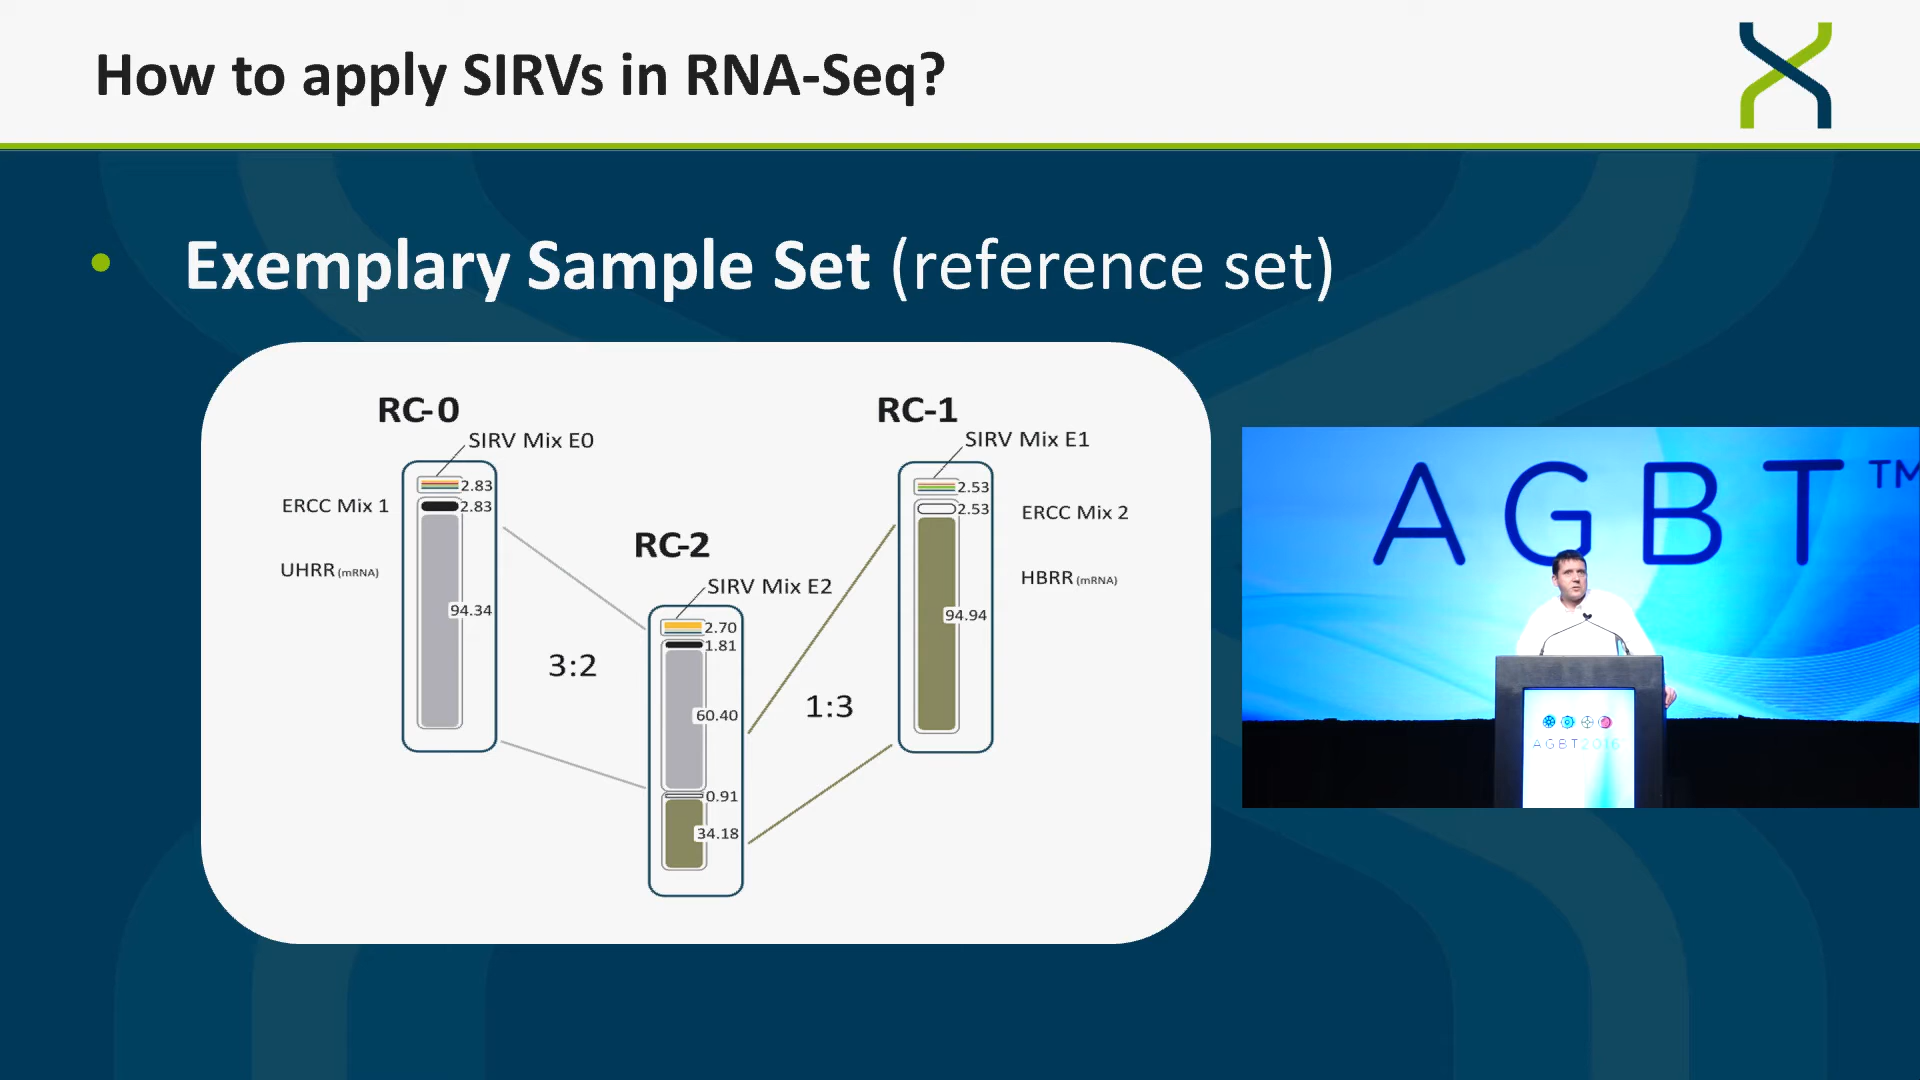 How to apply SIRVs in RNA-Seq?
• Exemplary Sample Set (reference set)
RC-0
SIRV Mix E0
2.83
ERCC Mix 1
2.83
UHRR (mRNA)
94.34
3:2
RC-2
SIRV Mix E2
2.70
1.81
60.40
0.91
34.18
1:3
RC-1
SIRV Mix E1
2.53
2.53
ERCC Mix 2
HBRR (mRNA)
94.94
AGBT TM
AGBT2016